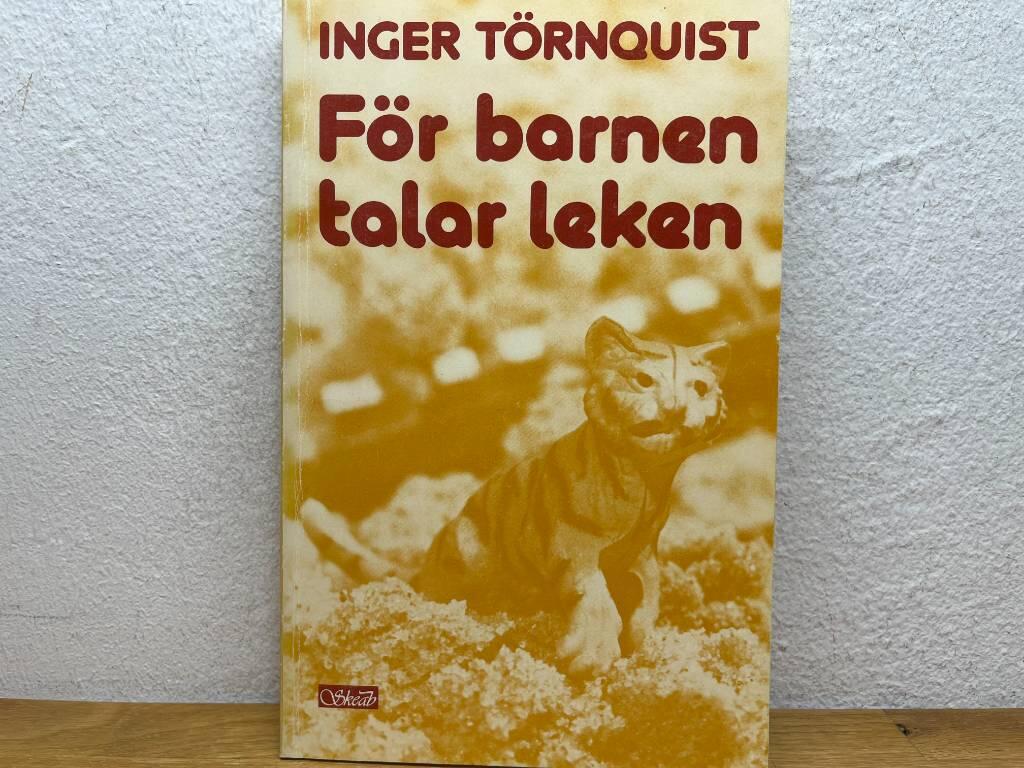 INGER TÖRNQUIST
För barnen
talar leken
Skeab